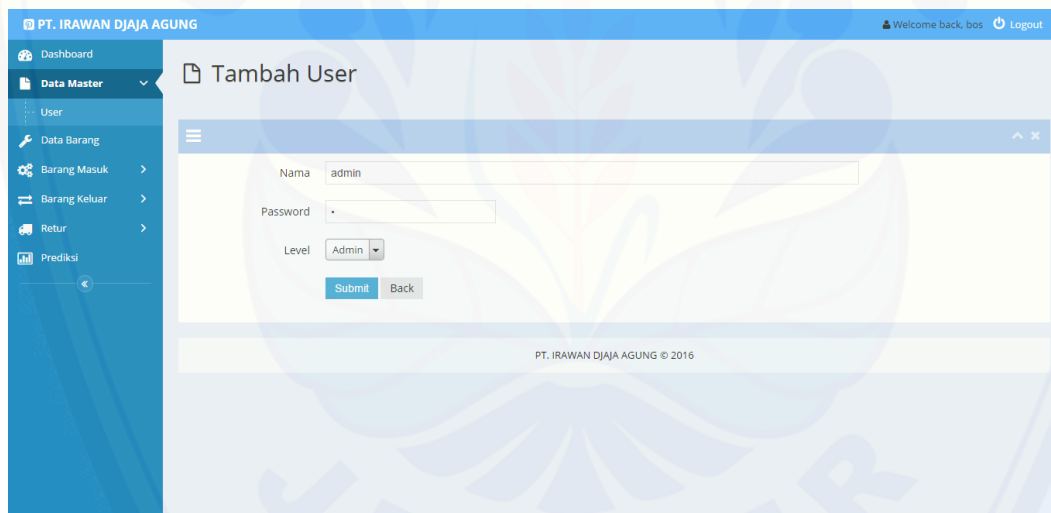 PT. IRAWAN DJAJA AGUNG
Welcome back, bos Logout
Dashboard
Data Master
User
Data Barang
Barang Masuk
Barang Keluar
Retur
Prediksi
Tambah User
Nama admin
Password •
Level Admin
Submit Back
PT. IRAWAN DJAJA AGUNG © 2016